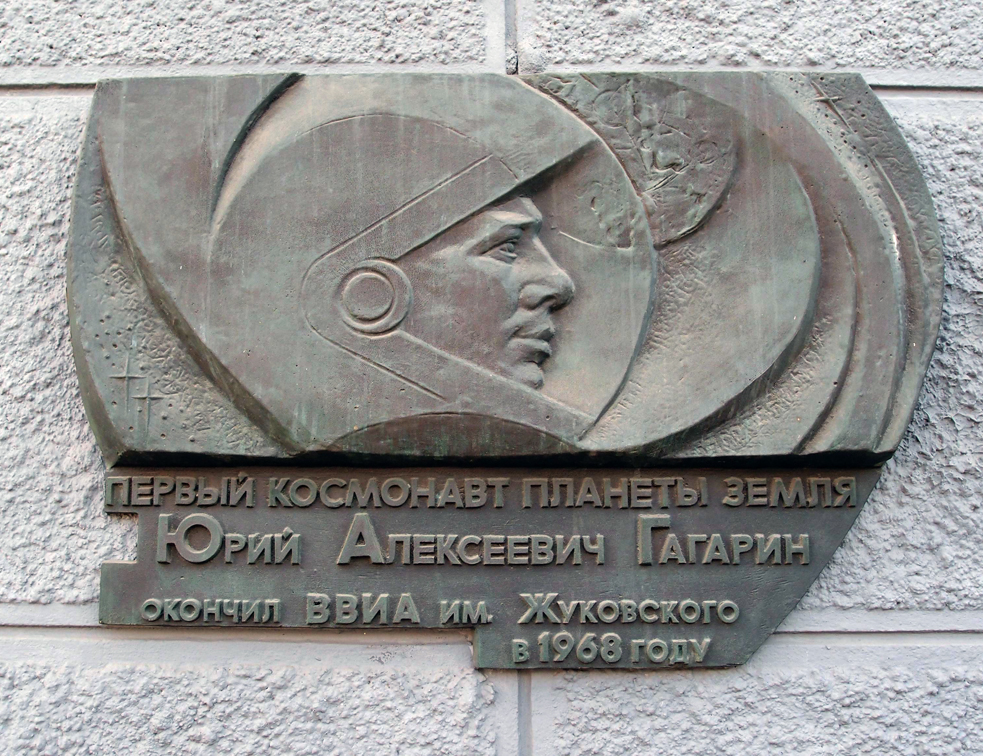 ПЕРВЫЙ КОСМОНАВТ ПЛАНЕТЫ ЗЕМЛЯ
ЮРИЙ АЛЕКСЕЕВИЧ ГАГАРИН
ОКОНЧИЛ ВВИА ИМ. ЖУКОВСКОГО
В 1968 ГОДУ